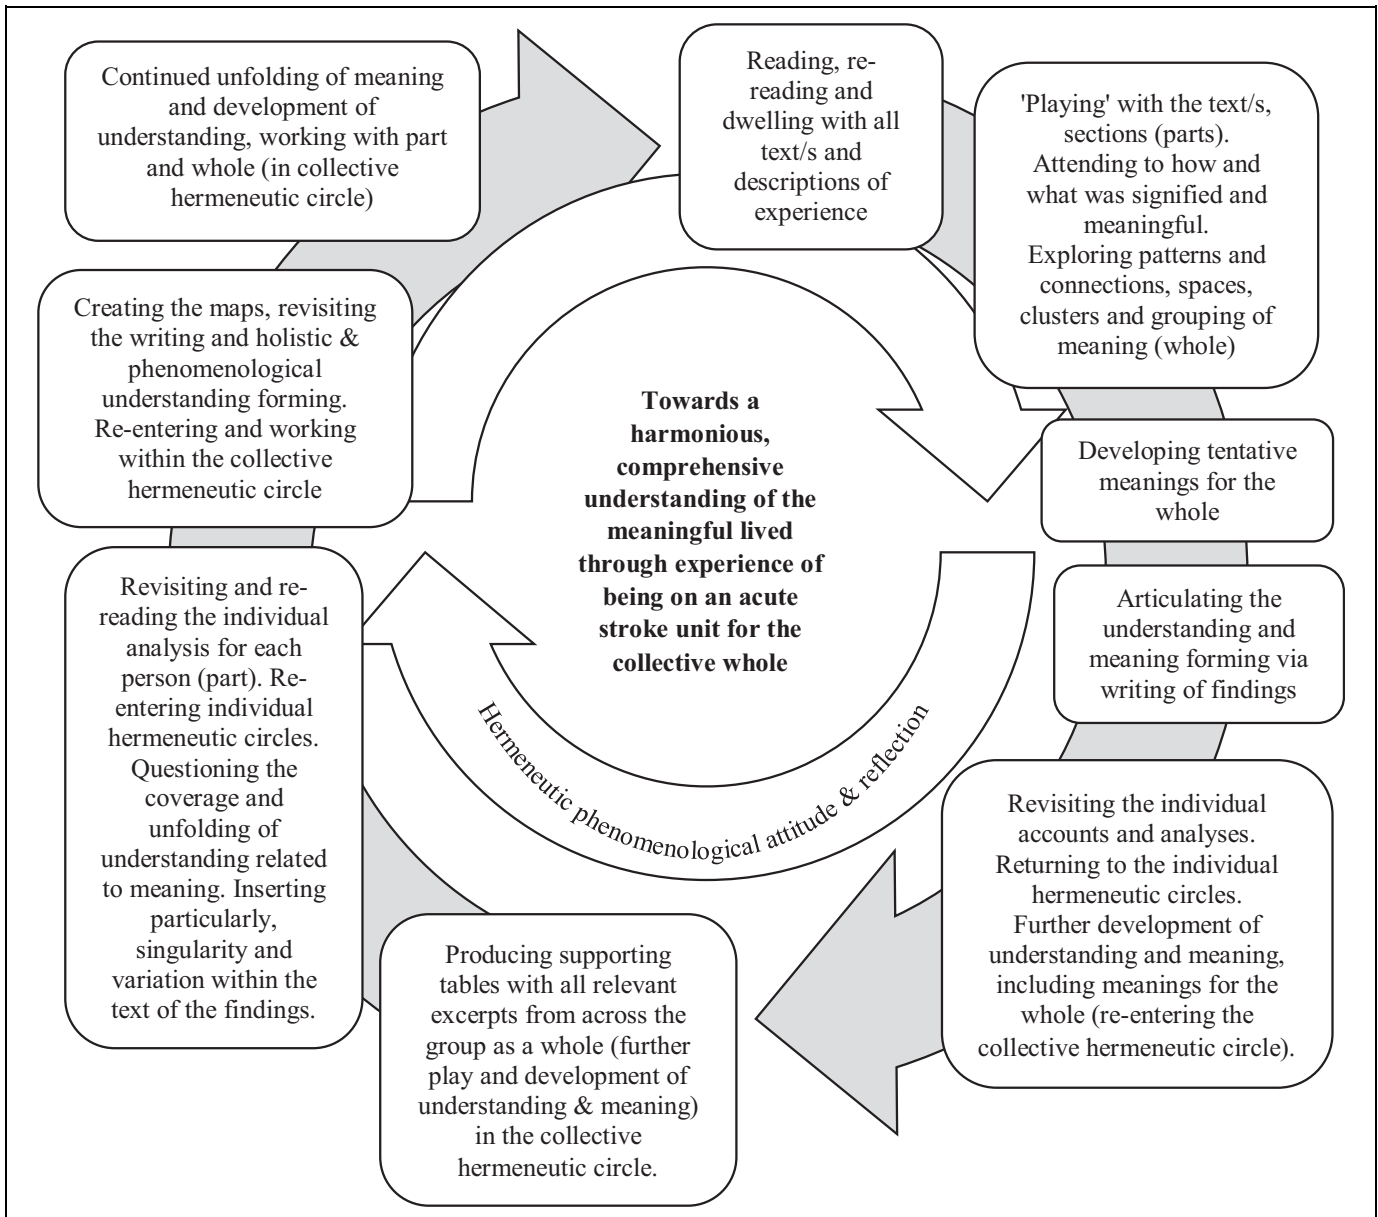 Continued unfolding of meaning
and development of
understanding, working with part
and whole (in collective
hermeneutic circle)
Reading, re-
reading and
dwelling with all
text/s and
descriptions of
experience
'Playing' with the text/s,
sections (parts).
Attending to how and
what was signified and
meaningful.
Exploring patterns and
connections, spaces,
clusters and grouping of
meaning (whole)
Developing tentative
meanings for the
whole
Articulating the
understanding and
meaning forming via
writing of findings
Revisiting the individual
accounts and analyses.
Returning to the individual
hermeneutic circles.
Further development of
understanding and meaning,
including meanings for the
whole (re-entering the
collective hermeneutic circle).
Producing supporting
tables with all relevant
excerpts from across the
group as a whole (further
play and development of
understanding & meaning)
in the collective
hermeneutic circle.
Revisiting and re-
reading the individual
analysis for each
person (part). Re-
entering individual
hermeneutic circles.
Questioning the
coverage and
unfolding of
understanding related
to meaning. Inserting
particularly,
singularity and
variation within the
text of the findings.
Creating the maps, revisiting
the writing and holistic &
phenomenological
understanding forming.
Re-entering and working
within the collective
hermeneutic circle
Towards a
harmonious,
comprehensive
understanding of the
meaningful lived
through experience of
being on an acute
stroke unit for the
collective whole
Hermeneutic phenomenological attitude & reflection